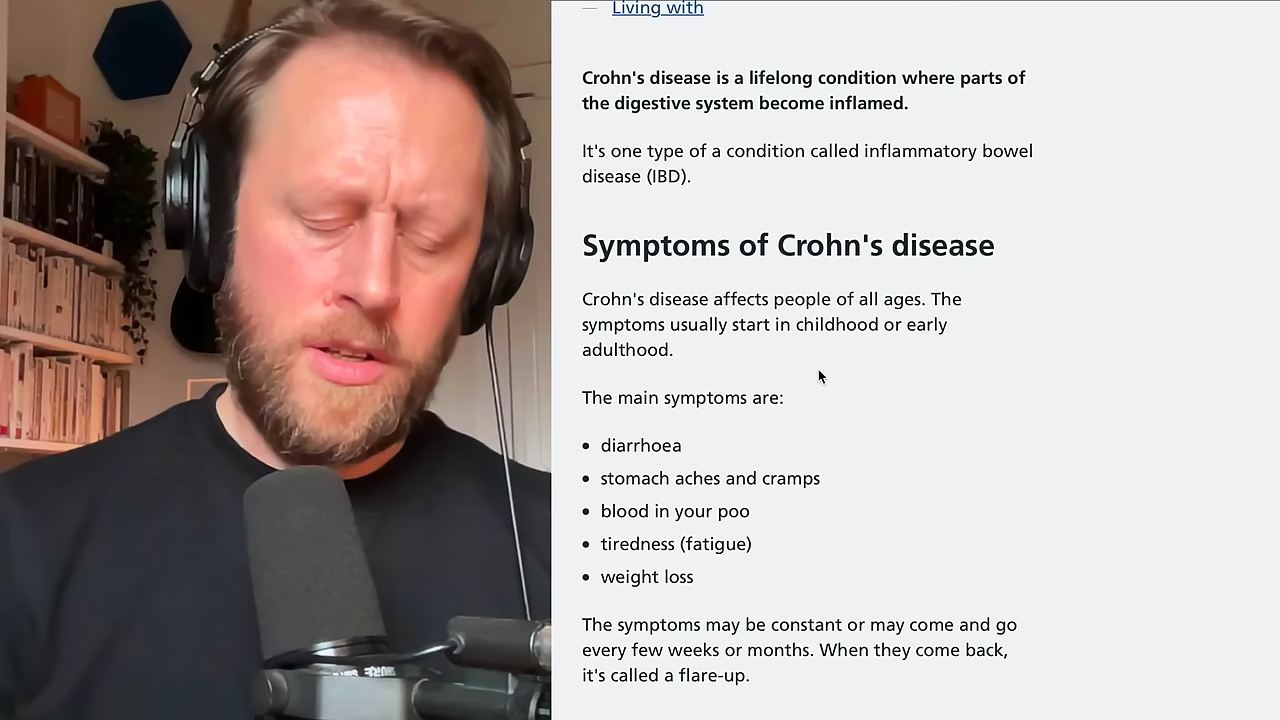 — Living with
Crohn's disease is a lifelong condition where parts of
the digestive system become inflamed.
It's one type of a condition called inflammatory bowel
disease (IBD).
Symptoms of Crohn's disease
Crohn's disease affects people of all ages. The
symptoms usually start in childhood or early
adulthood.
The main symptoms are:
• diarrhoea
• stomach aches and cramps
• blood in your poo
• tiredness (fatigue)
• weight loss
The symptoms may be constant or may come and go
every few weeks or months. When they come back,
it's called a flare-up.